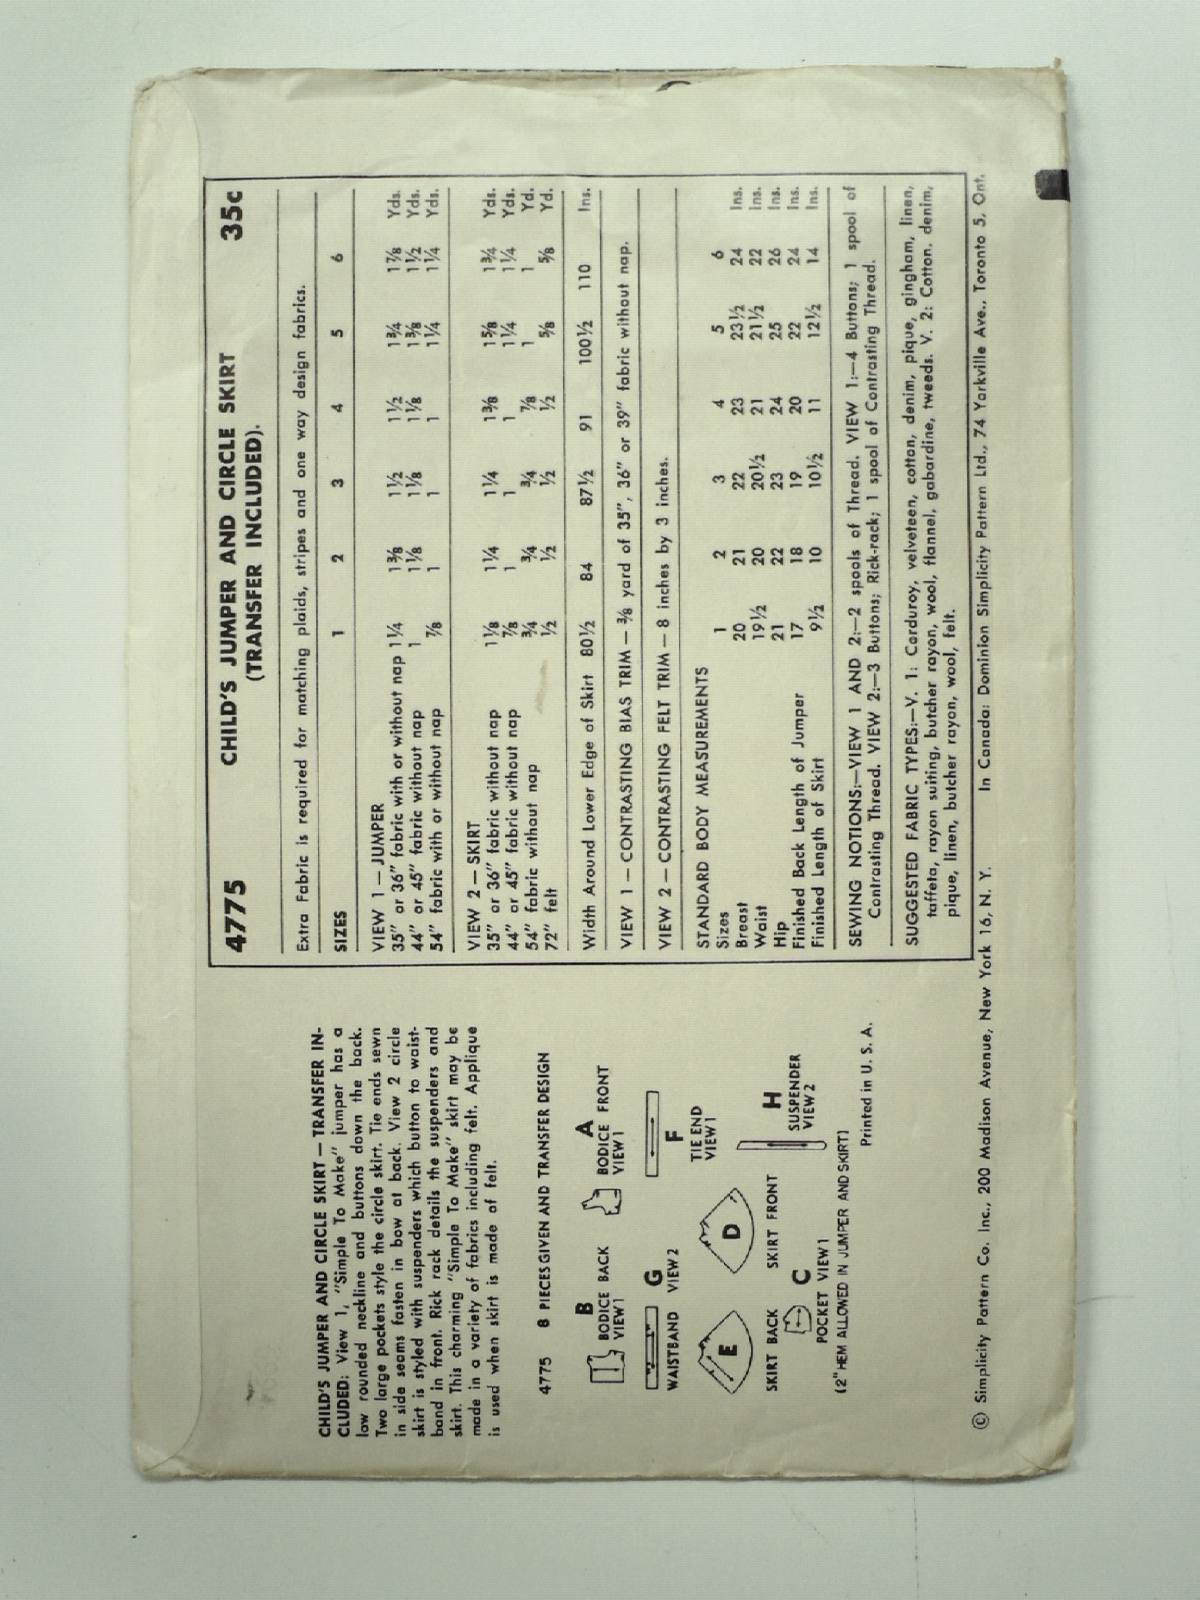 CHILD'S JUMPER AND CIRCLE SKIRT — TRANSFER IN-
CLUDED: View 1, "Simple To Make" jumper has a
low rounded neckline and buttons down the back.
Two large pockets style the circle skirt. Tie ends sewn
in side seams fasten in bow at back. View 2 circle
skirt is styled with suspenders which button to waist-
band in front. Rick rack details the suspenders and
skirt. This charming "Simple To Make" skirt may be
made in a variety of fabrics including felt. Applique
is used when skirt is made of felt.
4775 8 PIECES GIVEN AND TRANSFER DESIGN
B
BODICE BACK
VIEW 1
A
BODICE FRONT
VIEW 1
G
WAISTBAND VIEW 2
F
TIE END
VIEW 1
E
SKIRT BACK
D
SKIRT FRONT
H
SUSPENDER
VIEW 2
C
POCKET VIEW 1
(2" HEM ALLOWED IN JUMPER AND SKIRT)
Printed in U. S. A.
4775 CHILD'S JUMPER AND CIRCLE SKIRT 35c
(TRANSFER INCLUDED).
Extra Fabric is required for matching plaids, stripes and one way design fabrics.
SIZES 1 2 3 4 5 6
VIEW 1 — JUMPER
35" or 36" fabric with or without nap 1¼ 1⅜ 1½ 1½ 1¾ 1⅞ Yds.
44" or 45" fabric without nap 1 1⅛ 1⅛ 1⅛ 1⅜ 1½ Yds.
54" fabric with or without nap ⅞ 1 1 1 1¼ 1¼ Yds.
VIEW 2 — SKIRT
35" or 36" fabric without nap 1⅛ 1¼ 1¼ 1⅜ 1⅝ 1¾ Yds.
44" or 45" fabric without nap ⅞ 1 1 1 1¼ 1¼ Yds.
54" fabric without nap ¾ ¾ ¾ ⅞ 1 1 Yd.
72" felt ½ ½ ½ ½ ⅝ ⅝ Yd.
Width Around Lower Edge of Skirt 80½ 84 87½ 91 100½ 110 Ins.
VIEW 1 — CONTRASTING BIAS TRIM — ⅜ yard of 35", 36" or 39" fabric without nap.
VIEW 2 — CONTRASTING FELT TRIM — 8 inches by 3 inches.
STANDARD BODY MEASUREMENTS
Sizes 1 2 3 4 5 6
Breast 20 21 22 23 23½ 24 Ins.
Waist 19½ 20 20½ 21 21½ 22 Ins.
Hip 21 22 23 24 25 26 Ins.
Finished Back Length of Jumper 17 18 19 20 22 24 Ins.
Finished Length of Skirt 9½ 10 10½ 11 12½ 14 Ins.
SEWING NOTIONS:—VIEW 1 AND 2:—2 spools of Thread. VIEW 1:—4 Buttons; 1 spool of
Contrasting Thread. VIEW 2:—3 Buttons; Rick-rack; 1 spool of Contrasting Thread.
SUGGESTED FABRIC TYPES:—V. 1: Corduroy, velveteen, cotton, denim, pique, gingham, linen,
taffeta, rayon suiting, butcher rayon, wool, flannel, gabardine, tweeds. V. 2: Cotton, denim,
pique, linen, butcher rayon, wool, felt.
© Simplicity Pattern Co. Inc., 200 Madison Avenue, New York 16, N. Y. In Canada: Dominion Simplicity Pattern Ltd., 74 Yorkville Ave., Toronto 5, Ont.